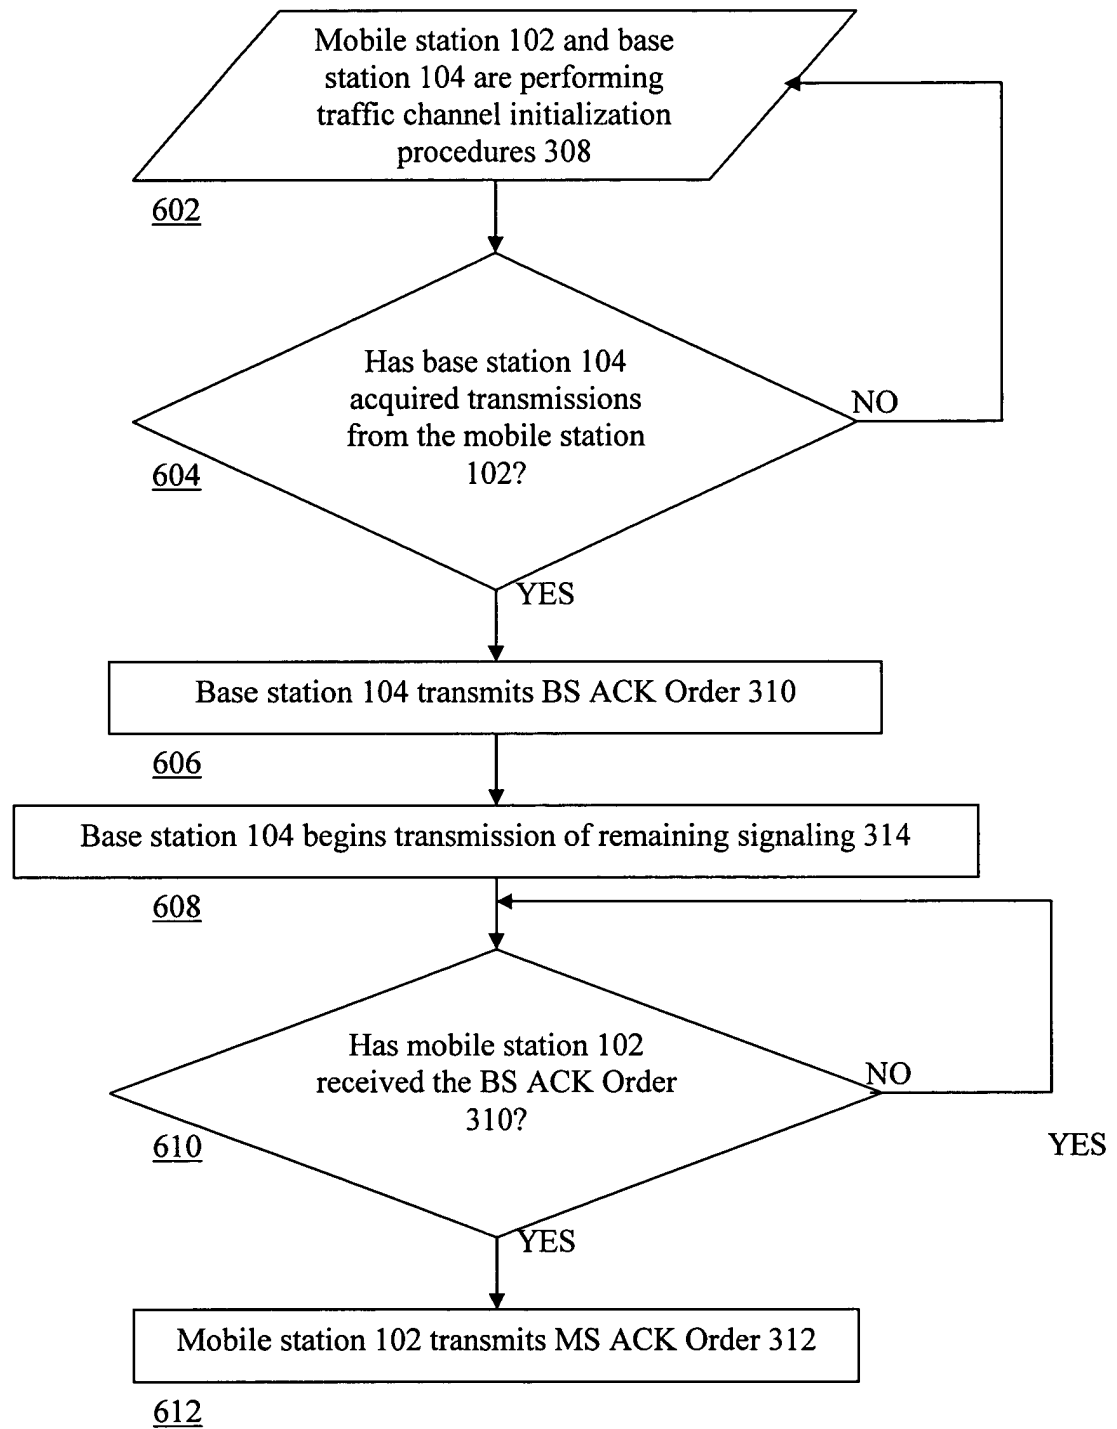 Mobile station 102 and base
station 104 are performing
traffic channel initialization
procedures 308
602
Has base station 104
acquired transmissions
from the mobile station
102?
NO
604
YES
Base station 104 transmits BS ACK Order 310
606
Base station 104 begins transmission of remaining signaling 314
608
Has mobile station 102
received the BS ACK Order
310?
NO
610
YES
YES
Mobile station 102 transmits MS ACK Order 312
612